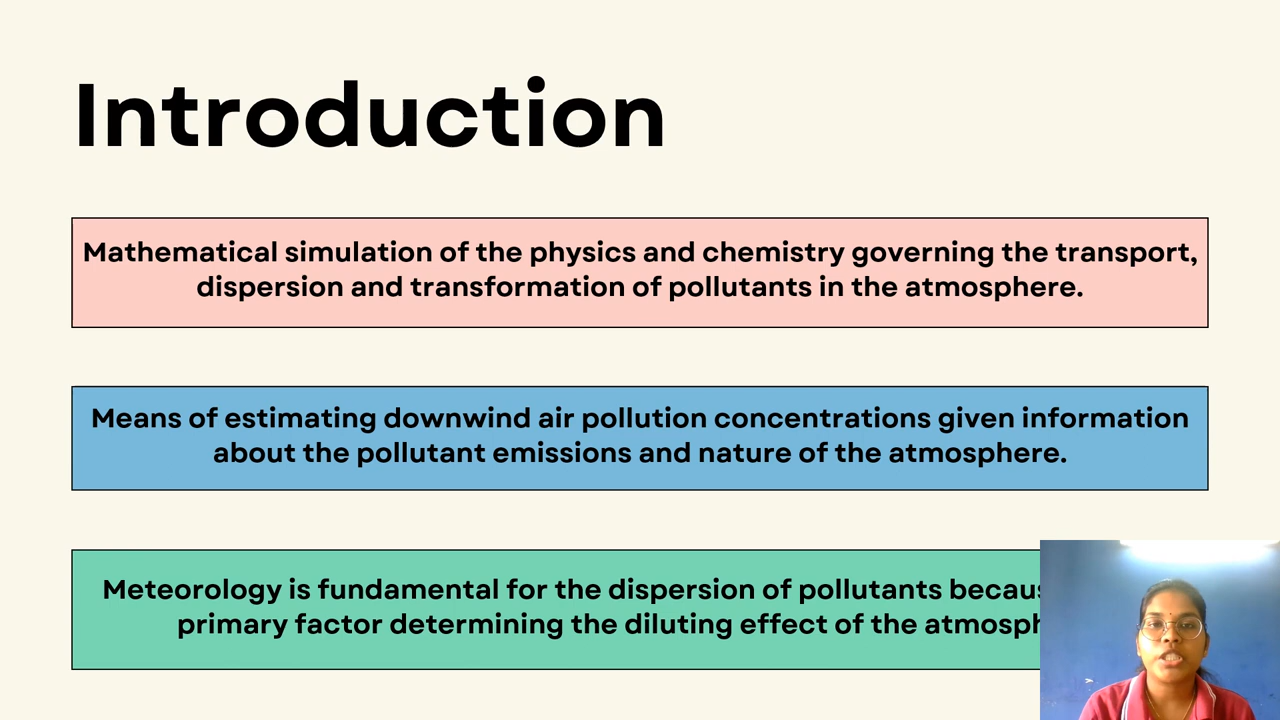 Introduction
Mathematical simulation of the physics and chemistry governing the transport,
dispersion and transformation of pollutants in the atmosphere.
Means of estimating downwind air pollution concentrations given information
about the pollutant emissions and nature of the atmosphere.
Meteorology is fundamental for the dispersion of pollutants
primary factor determining the diluting effect of the